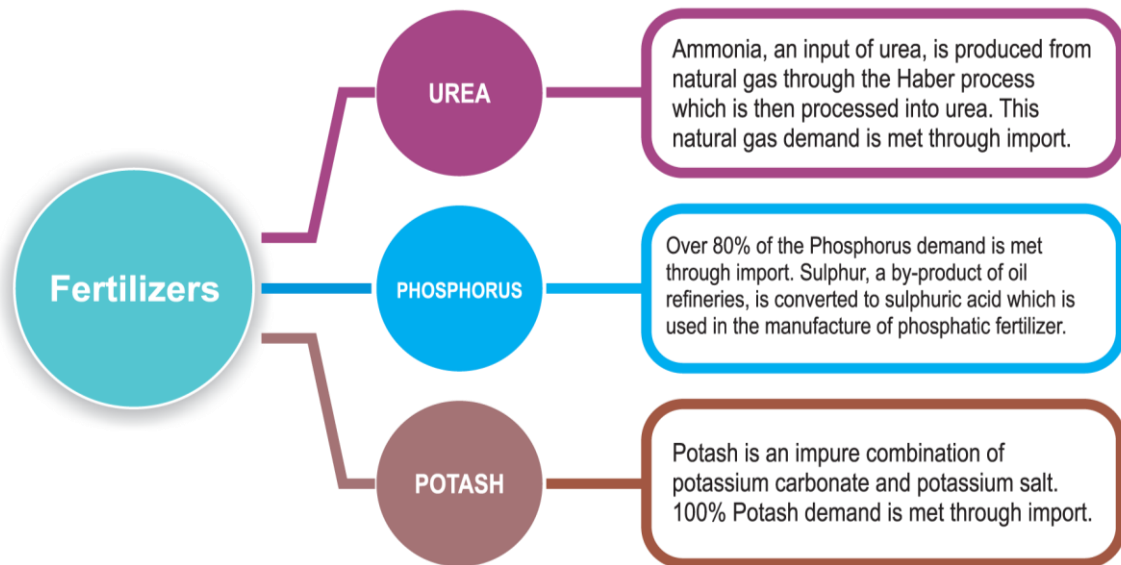 Fertilizers
UREA
Ammonia, an input of urea, is produced from
natural gas through the Haber process
which is then processed into urea. This
natural gas demand is met through import.
PHOSPHORUS
Over 80% of the Phosphorus demand is met
through import. Sulphur, a by-product of oil
refineries, is converted to sulphuric acid which is
used in the manufacture of phosphatic fertilizer.
POTASH
Potash is an impure combination of
potassium carbonate and potassium salt.
100% Potash demand is met through import.